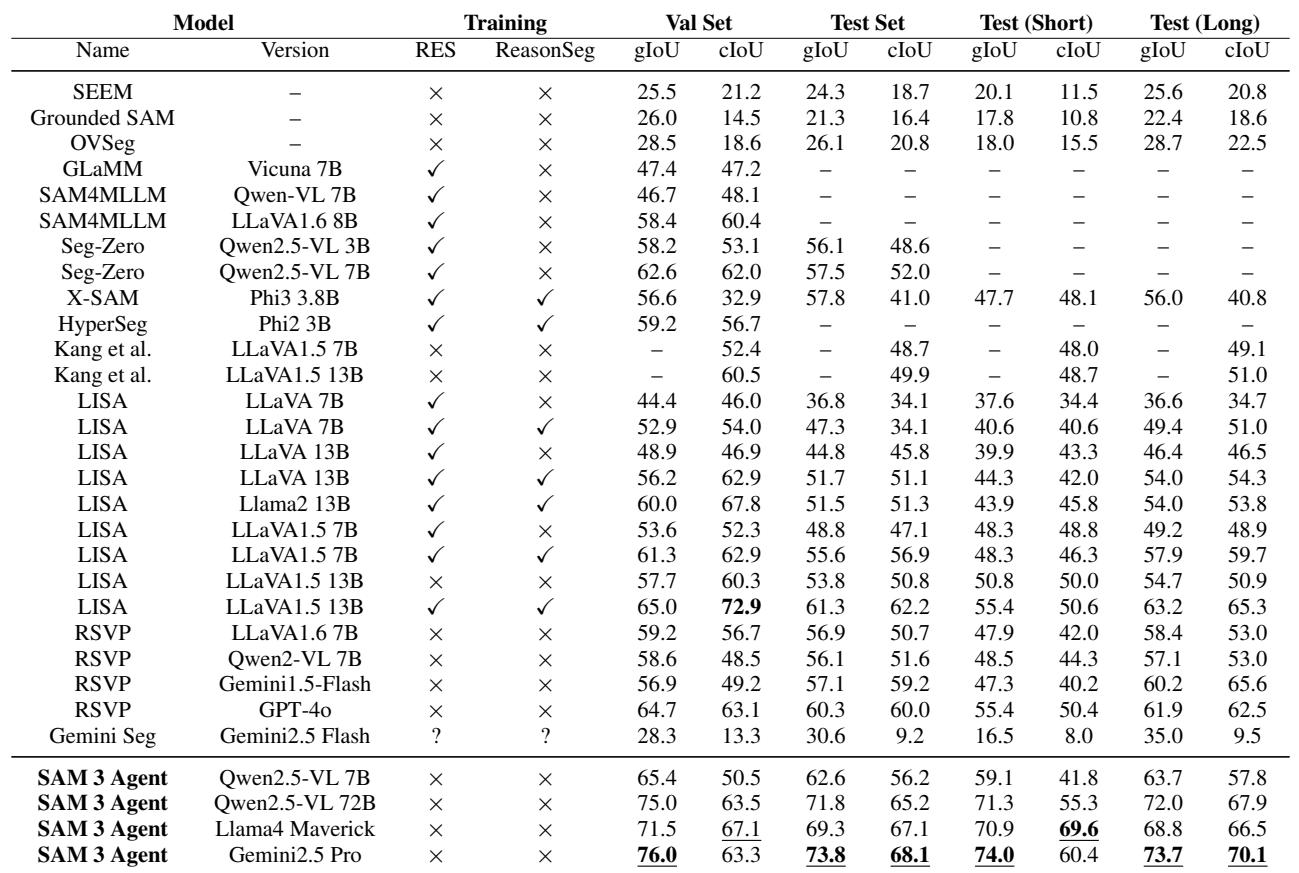 Model Training Val Set Test Set Test (Short) Test (Long)
Name Version RES ReasonSeg gIoU cIoU gIoU cIoU gIoU cIoU gIoU cIoU
SEEM – × × 25.5 21.2 24.3 18.7 20.1 11.5 25.6 20.8
Grounded SAM – × × 26.0 14.5 21.3 16.4 17.8 10.8 22.4 18.6
OVSeg – × × 28.5 18.6 26.1 20.8 18.0 15.5 28.7 22.5
GLaMM Vicuna 7B ✓ × 47.4 47.2 – – – – – –
SAM4MLLM Qwen-VL 7B ✓ × 46.7 48.1 – – – – – –
SAM4MLLM LLaVA1.6 8B ✓ × 58.4 60.4 – – – – – –
Seg-Zero Qwen2.5-VL 3B ✓ × 58.2 53.1 56.1 48.6 – – – –
Seg-Zero Qwen2.5-VL 7B ✓ × 62.6 62.0 57.5 52.0 – – – –
X-SAM Phi3 3.8B ✓ ✓ 56.6 32.9 57.8 41.0 47.7 48.1 56.0 40.8
HyperSeg Phi2 3B ✓ ✓ 59.2 56.7 – – – – – –
Kang et al. LLaVA1.5 7B × × – 52.4 – 48.7 – 48.0 – 49.1
Kang et al. LLaVA1.5 13B × × – 60.5 – 49.9 – 48.7 – 51.0
LISA LLaVA 7B ✓ × 44.4 46.0 36.8 34.1 37.6 34.4 36.6 34.7
LISA LLaVA 7B ✓ ✓ 52.9 54.0 47.3 34.1 40.6 40.6 49.4 51.0
LISA LLaVA 13B ✓ × 48.9 46.9 44.8 45.8 39.9 43.3 46.4 46.5
LISA LLaVA 13B ✓ ✓ 56.2 62.9 51.7 51.1 44.3 42.0 54.0 54.3
LISA Llama2 13B ✓ ✓ 60.0 67.8 51.5 51.3 43.9 45.8 54.0 53.8
LISA LLaVA1.5 7B ✓ × 53.6 52.3 48.8 47.1 48.3 48.8 49.2 48.9
LISA LLaVA1.5 7B ✓ ✓ 61.3 62.9 55.6 56.9 48.3 46.3 57.9 59.7
LISA LLaVA1.5 13B × × 57.7 60.3 53.8 50.8 50.8 50.0 54.7 50.9
LISA LLaVA1.5 13B ✓ ✓ 65.0 72.9 61.3 62.2 55.4 50.6 63.2 65.3
RSVP LLaVA1.6 7B × × 59.2 56.7 56.9 50.7 47.9 42.0 58.4 53.0
RSVP Qwen2-VL 7B × × 58.6 48.5 56.1 51.6 48.5 44.3 57.1 53.0
RSVP Gemini1.5-Flash × × 56.9 49.2 57.1 59.2 47.3 40.2 60.2 65.6
RSVP GPT-4o × × 64.7 63.1 60.3 60.0 55.4 50.4 61.9 62.5
Gemini Seg Gemini2.5 Flash ? ? 28.3 13.3 30.6 9.2 16.5 8.0 35.0 9.5
SAM 3 Agent Qwen2.5-VL 7B × × 65.4 50.5 62.6 56.2 59.1 41.8 63.7 57.8
SAM 3 Agent Qwen2.5-VL 72B × × 75.0 63.5 71.8 65.2 71.3 55.3 72.0 67.9
SAM 3 Agent Llama4 Maverick × × 71.5 67.1 69.3 67.1 70.9 69.6 68.8 66.5
SAM 3 Agent Gemini2.5 Pro × × 76.0 63.3 73.8 68.1 74.0 60.4 73.7 70.1